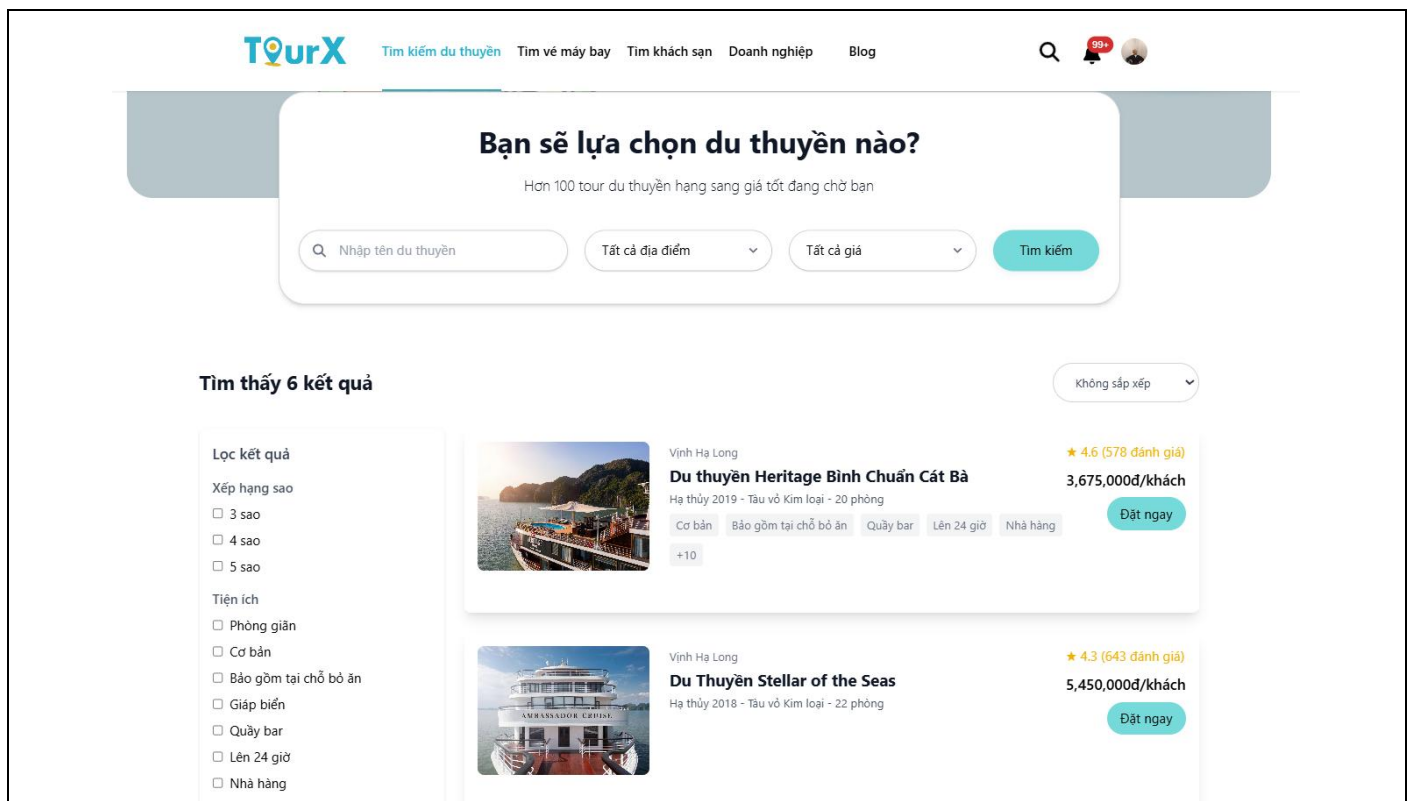 TourX
Tìm kiếm du thuyền Tìm vé máy bay Tìm khách sạn Doanh nghiệp Blog
99+
Bạn sẽ lựa chọn du thuyền nào?
Hơn 100 tour du thuyền hạng sang giá tốt đang chờ bạn
Nhập tên du thuyền
Tất cả địa điểm
Tất cả giá
Tìm kiếm
Tìm thấy 6 kết quả
Không sắp xếp
Lọc kết quả
Xếp hạng sao
3 sao
4 sao
5 sao
Tiện ích
Phòng giãn
Cơ bản
Bảo gồm tại chỗ bỏ ăn
Giáp biển
Quầy bar
Lên 24 giờ
Nhà hàng
Vịnh Hạ Long
Du thuyền Heritage Bình Chuẩn Cát Bà
Hạ thủy 2019 - Tàu vỏ Kim loại - 20 phòng
Cơ bản Bảo gồm tại chỗ bỏ ăn Quầy bar Lên 24 giờ Nhà hàng
+10
★ 4.6 (578 đánh giá)
3,675,000đ/khách
Đặt ngay
AMBASSADOR CRUISE
Vịnh Hạ Long
Du Thuyền Stellar of the Seas
Hạ thủy 2018 - Tàu vỏ Kim loại - 22 phòng
★ 4.3 (643 đánh giá)
5,450,000đ/khách
Đặt ngay